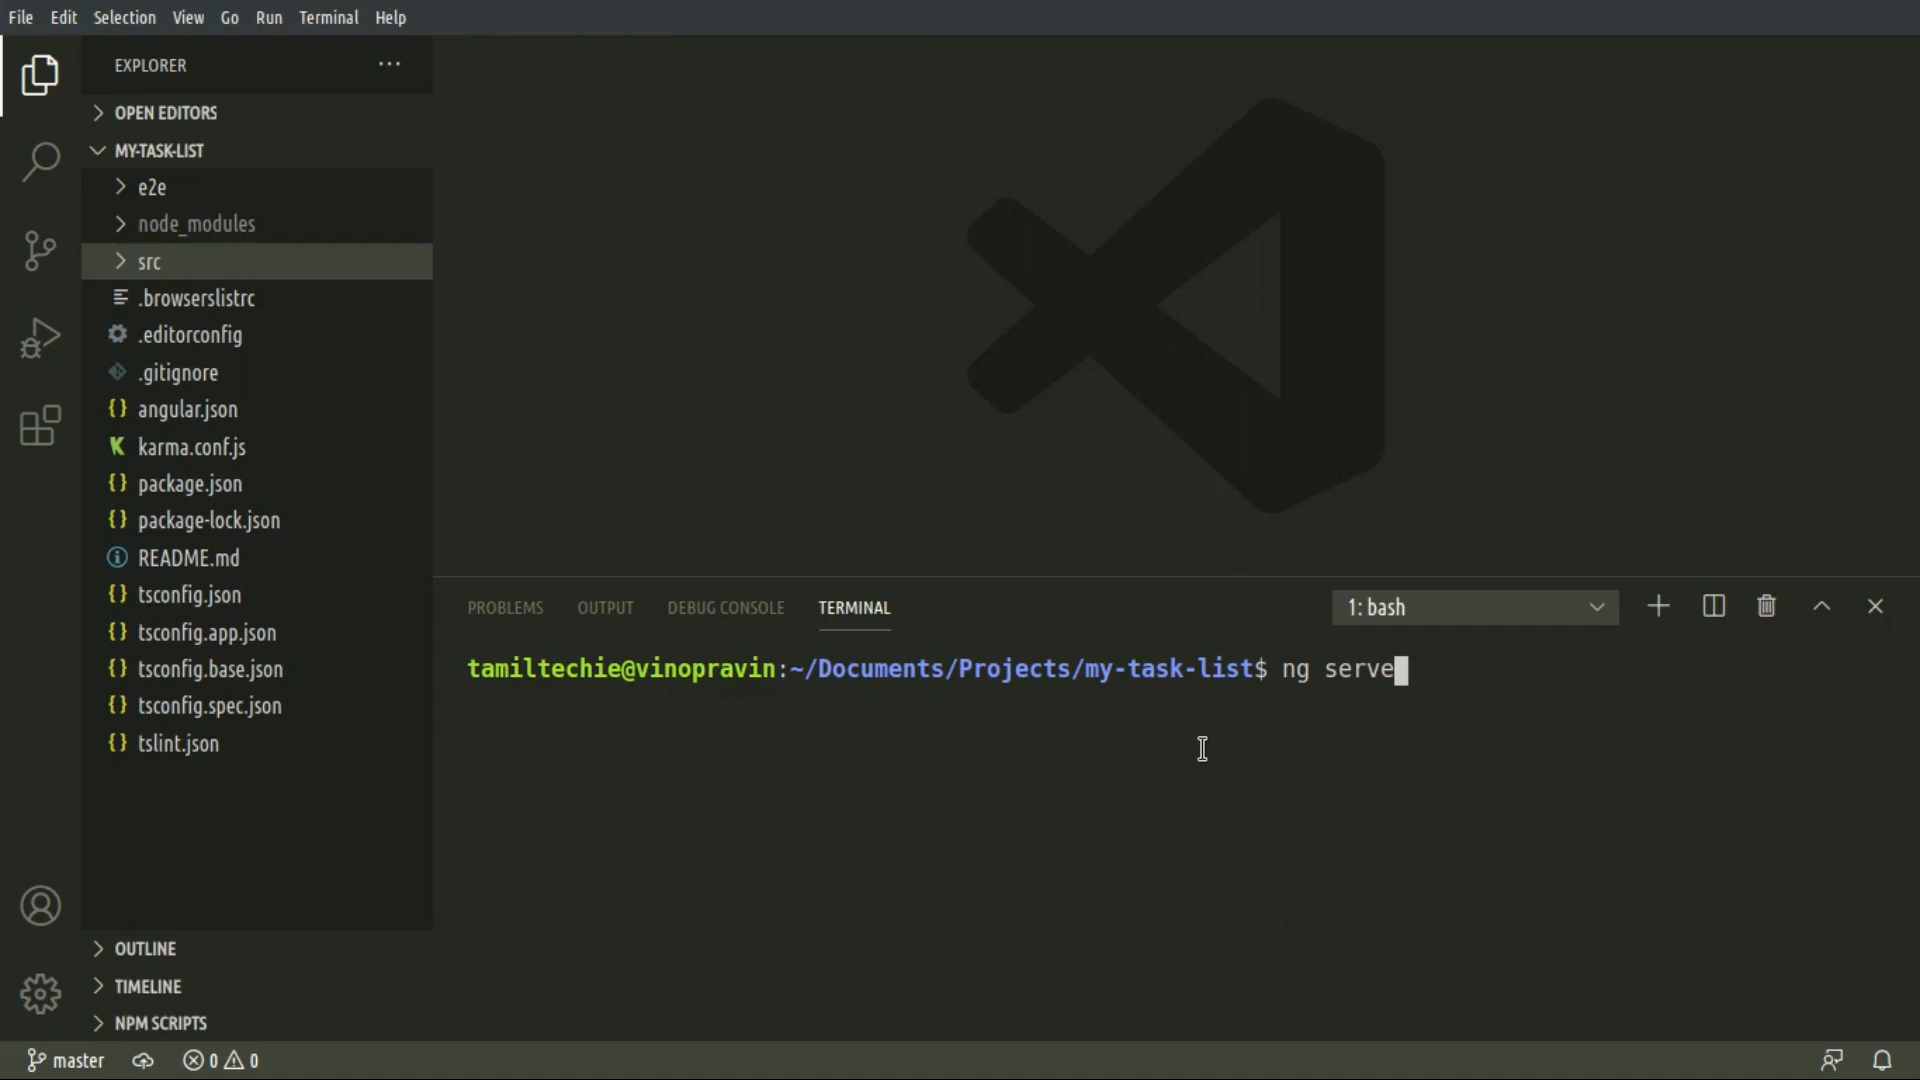 File Edit Selection View Go Run Terminal Help
EXPLORER
OPEN EDITORS
MY-TASK-LIST
e2e
node_modules
src
.browserslistrc
.editorconfig
.gitignore
angular.json
karma.conf.js
package.json
package-lock.json
README.md
tsconfig.json
tsconfig.app.json
tsconfig.base.json
tsconfig.spec.json
tslint.json
OUTLINE
TIMELINE
NPM SCRIPTS
PROBLEMS OUTPUT DEBUG CONSOLE TERMINAL 1: bash
tamiltechie@vinopravin:~/Documents/Projects/my-task-list$ ng serve
master 0 0